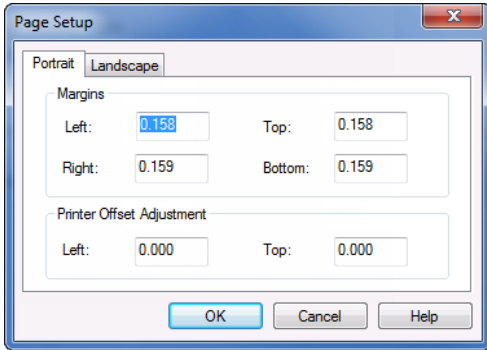 Page Setup
Portrait Landscape
Margins
Left: 0.158 Top: 0.158
Right: 0.159 Bottom: 0.159
Printer Offset Adjustment
Left: 0.000 Top: 0.000
OK Cancel Help